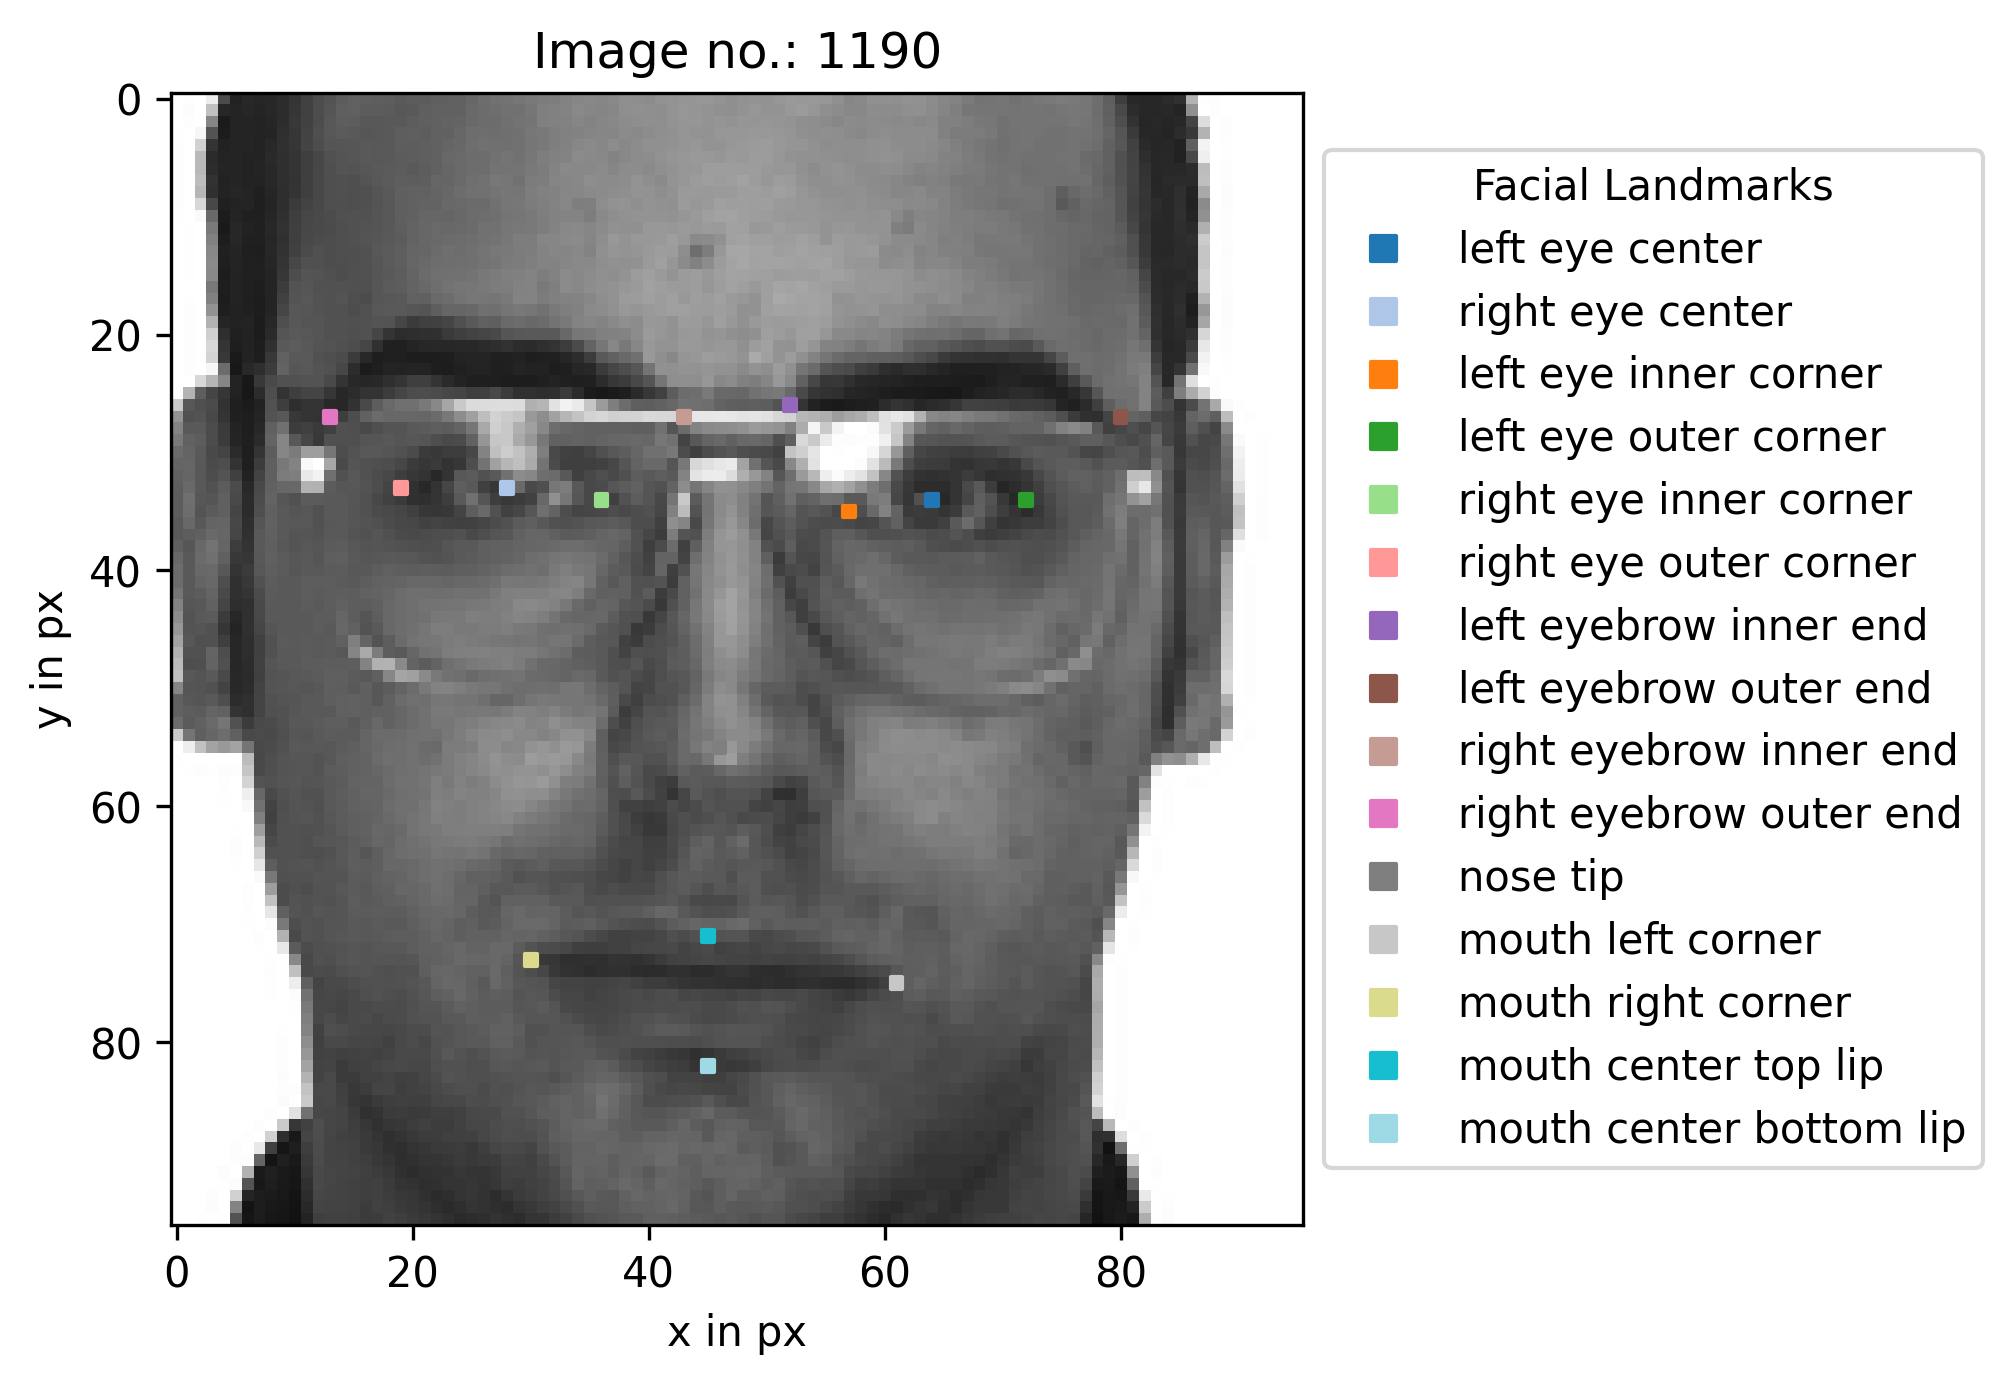 Image no.: 1190
0
20
40
60
80
y in px
0 20 40 60 80
x in px
Facial Landmarks
left eye center
right eye center
left eye inner corner
left eye outer corner
right eye inner corner
right eye outer corner
left eyebrow inner end
left eyebrow outer end
right eyebrow inner end
right eyebrow outer end
nose tip
mouth left corner
mouth right corner
mouth center top lip
mouth center bottom lip